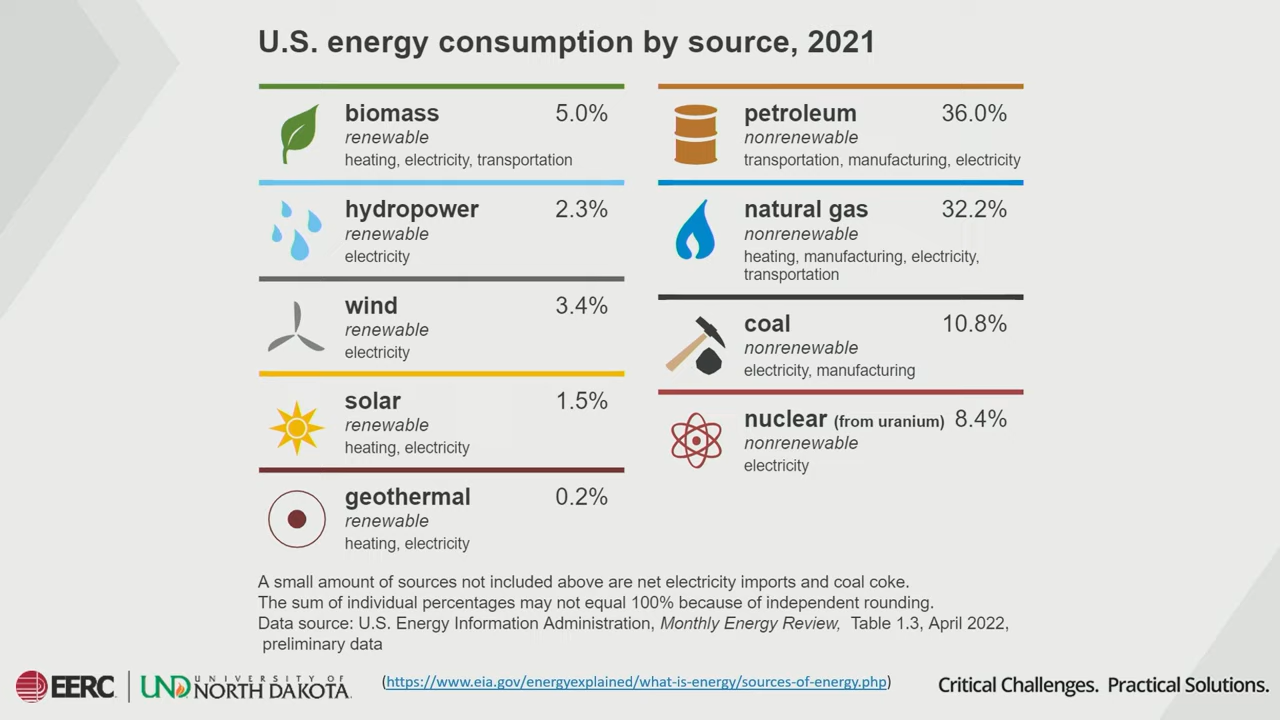 U.S. energy consumption by source, 2021
biomass 5.0%
renewable
heating, electricity, transportation
hydropower 2.3%
renewable
electricity
wind 3.4%
renewable
electricity
solar 1.5%
renewable
heating, electricity
geothermal 0.2%
renewable
heating, electricity
petroleum 36.0%
nonrenewable
transportation, manufacturing, electricity
natural gas 32.2%
nonrenewable
heating, manufacturing, electricity,
transportation
coal 10.8%
nonrenewable
electricity, manufacturing
nuclear (from uranium) 8.4%
nonrenewable
electricity
A small amount of sources not included above are net electricity imports and coal coke.
The sum of individual percentages may not equal 100% because of independent rounding.
Data source: U.S. Energy Information Administration, Monthly Energy Review, Table 1.3, April 2022,
preliminary data
EERC
UND
UNIVERSITY OF
NORTH DAKOTA
(https://www.eia.gov/energyexplained/what-is-energy/sources-of-energy.php)
Critical Challenges. Practical Solutions.